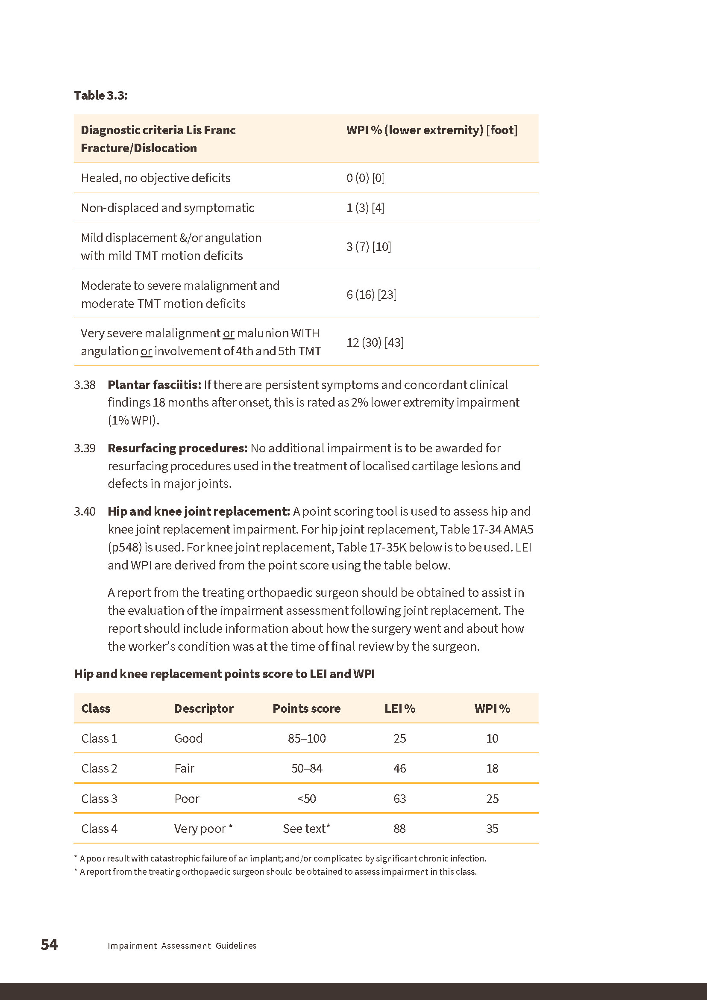 Table 3.3:
Diagnostic criteria Lis Franc
Fracture/Dislocation
WPI % (lower extremity) [foot]
Healed, no objective deficits
0 (0) [0]
Non-displaced and symptomatic
1 (3) [4]
Mild displacement &/or angulation
with mild TMT motion deficits
3 (7) [10]
Moderate to severe malalignment and
moderate TMT motion deficits
6 (16) [23]
Very severe malalignment or malunion WITH
angulation or involvement of 4th and 5th TMT
12 (30) [43]
3.38 Plantar fasciitis: If there are persistent symptoms and concordant clinical
findings 18 months after onset, this is rated as 2% lower extremity impairment
(1% WPI).
3.39 Resurfacing procedures: No additional impairment is to be awarded for
resurfacing procedures used in the treatment of localised cartilage lesions and
defects in major joints.
3.40 Hip and knee joint replacement: A point scoring tool is used to assess hip and
knee joint replacement impairment. For hip joint replacement, Table 17-34 AMA5
(p548) is used. For knee joint replacement, Table 17-35K below is to be used. LEI
and WPI are derived from the point score using the table below.
A report from the treating orthopaedic surgeon should be obtained to assist in
the evaluation of the impairment assessment following joint replacement. The
report should include information about how the surgery went and about how
the worker’s condition was at the time of final review by the surgeon.
Hip and knee replacement points score to LEI and WPI
Class Descriptor Points score LEI % WPI %
Class 1 Good 85–100 25 10
Class 2 Fair 50–84 46 18
Class 3 Poor <50 63 25
Class 4 Very poor * See text* 88 35
* A poor result with catastrophic failure of an implant; and/or complicated by significant chronic infection.
* A report from the treating orthopaedic surgeon should be obtained to assess impairment in this class.
54 Impairment Assessment Guidelines